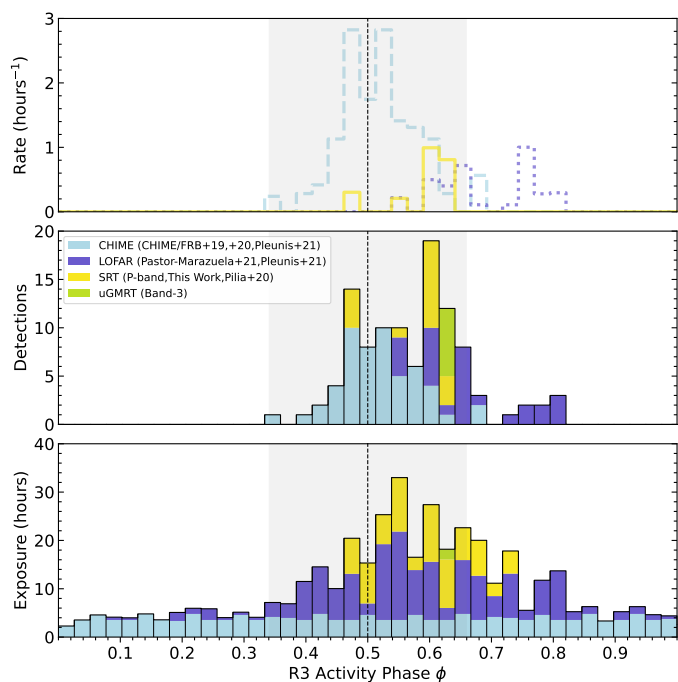 3
2
1
0
Rate (hours⁻¹)
20
15
10
5
0
Detections
CHIME (CHIME/FRB+19,+20,Pleunis+21)
LOFAR (Pastor-Marazuela+21,Pleunis+21)
SRT (P-band,This Work,Pilia+20)
uGMRT (Band-3)
40
30
20
10
0
Exposure (hours)
0.1 0.2 0.3 0.4 0.5 0.6 0.7 0.8 0.9
R3 Activity Phase ϕ